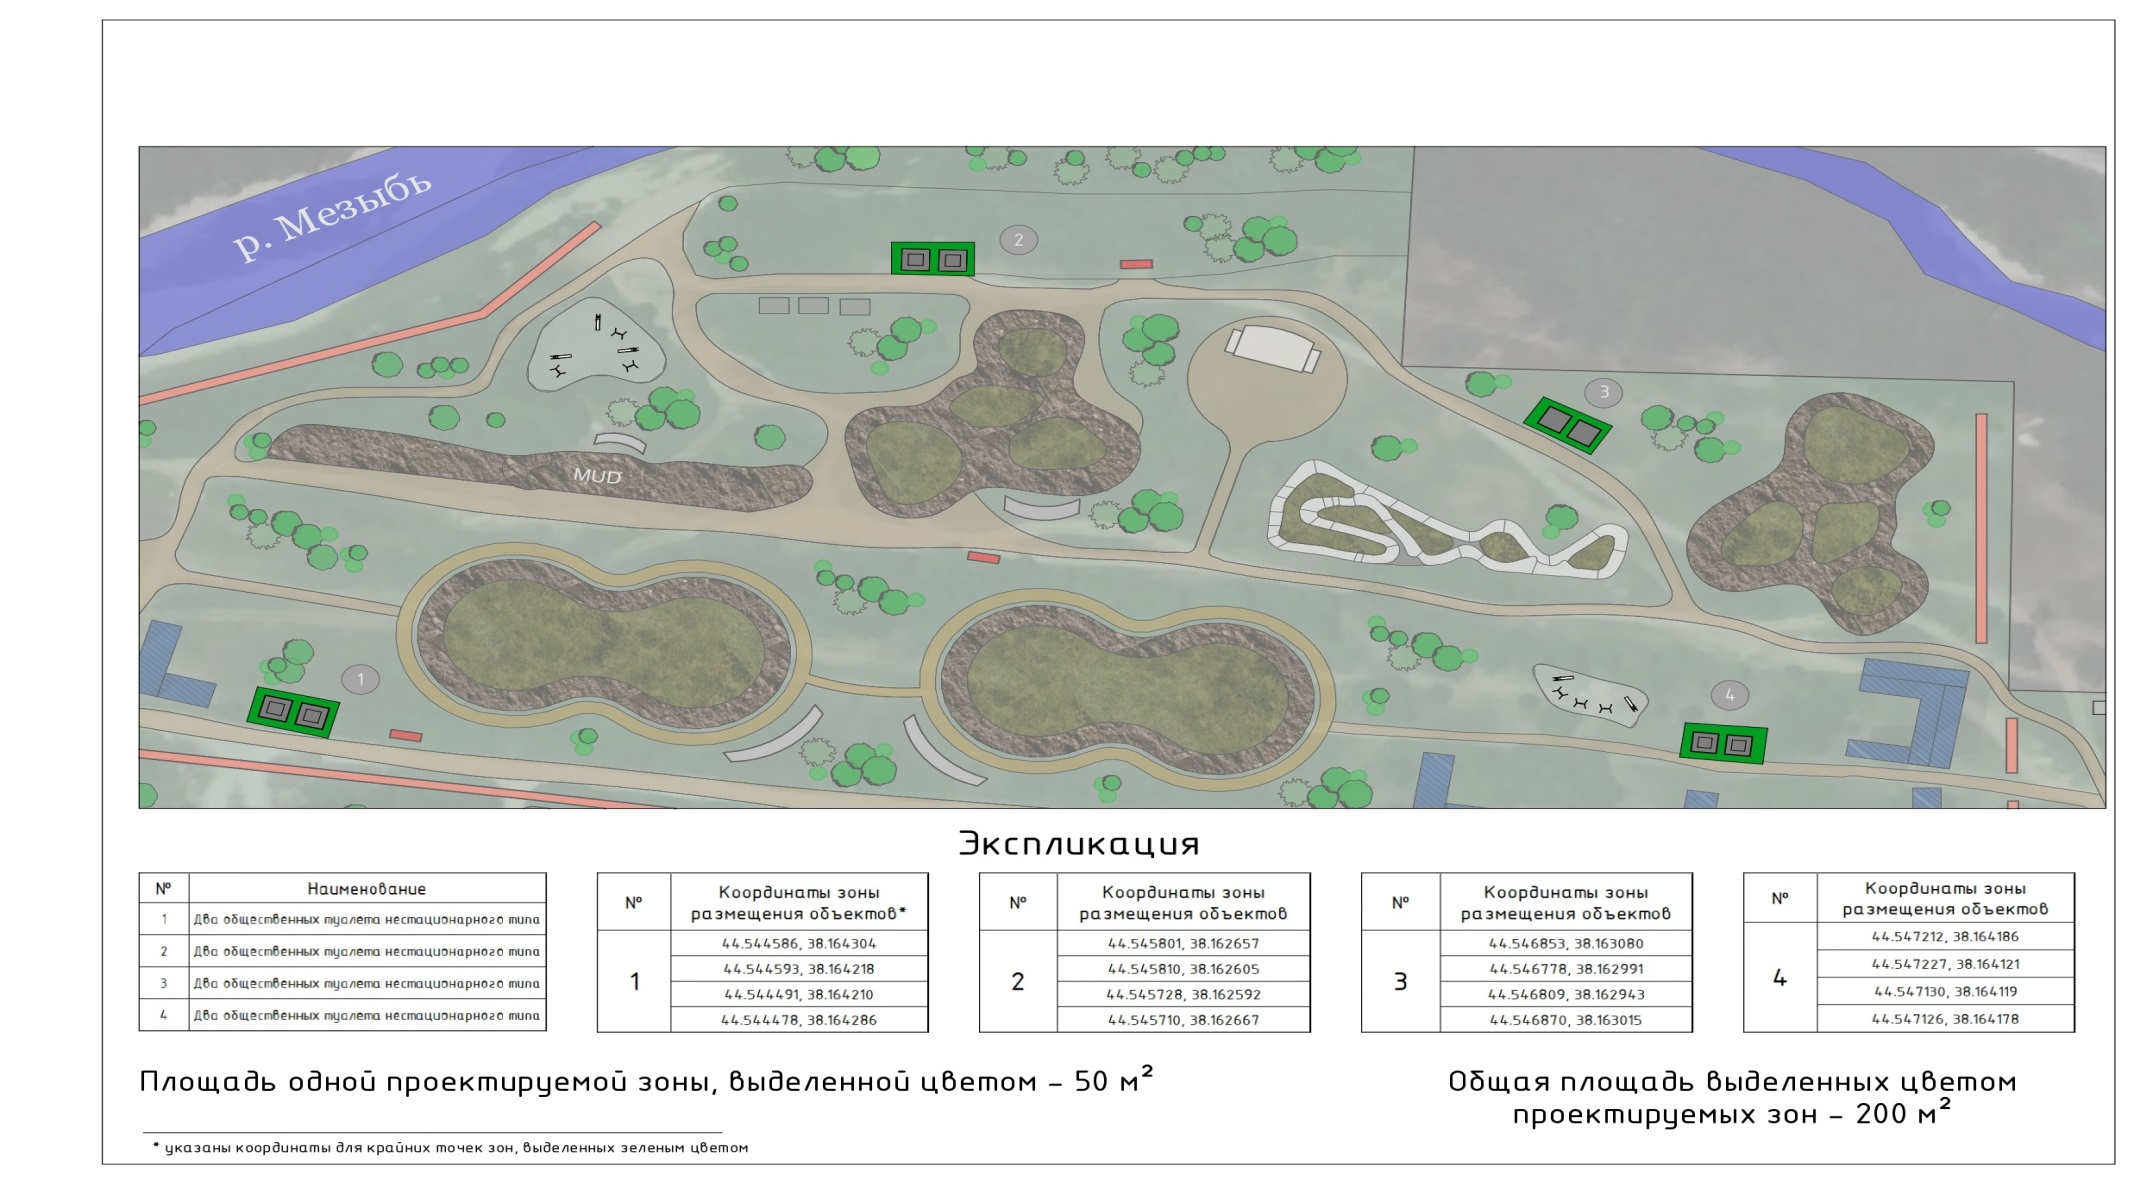 р. Мезыбь
2
3
MUD
1
4
Экспликация
№ Наименование
1 Два общественных туалета нестационарного типа
2 Два общественных туалета нестационарного типа
3 Два общественных туалета нестационарного типа
4 Два общественных туалета нестационарного типа
№ Координаты зоны
размещения объектов*
1
44.544586, 38.164304
44.544593, 38.164218
44.544491, 38.164210
44.544478, 38.164286
№ Координаты зоны
размещения объектов
2
44.545801, 38.162657
44.545810, 38.162605
44.545728, 38.162592
44.545710, 38.162667
№ Координаты зоны
размещения объектов
3
44.546853, 38.163080
44.546778, 38.162991
44.546809, 38.162943
44.546870, 38.163015
№ Координаты зоны
размещения объектов
4
44.547212, 38.164186
44.547227, 38.164121
44.547130, 38.164119
44.547126, 38.164178
Площадь одной проектируемой зоны, выделенной цветом – 50 м²
Общая площадь выделенных цветом
проектируемых зон – 200 м²
* указаны координаты для крайних точек зон, выделенных зеленым цветом